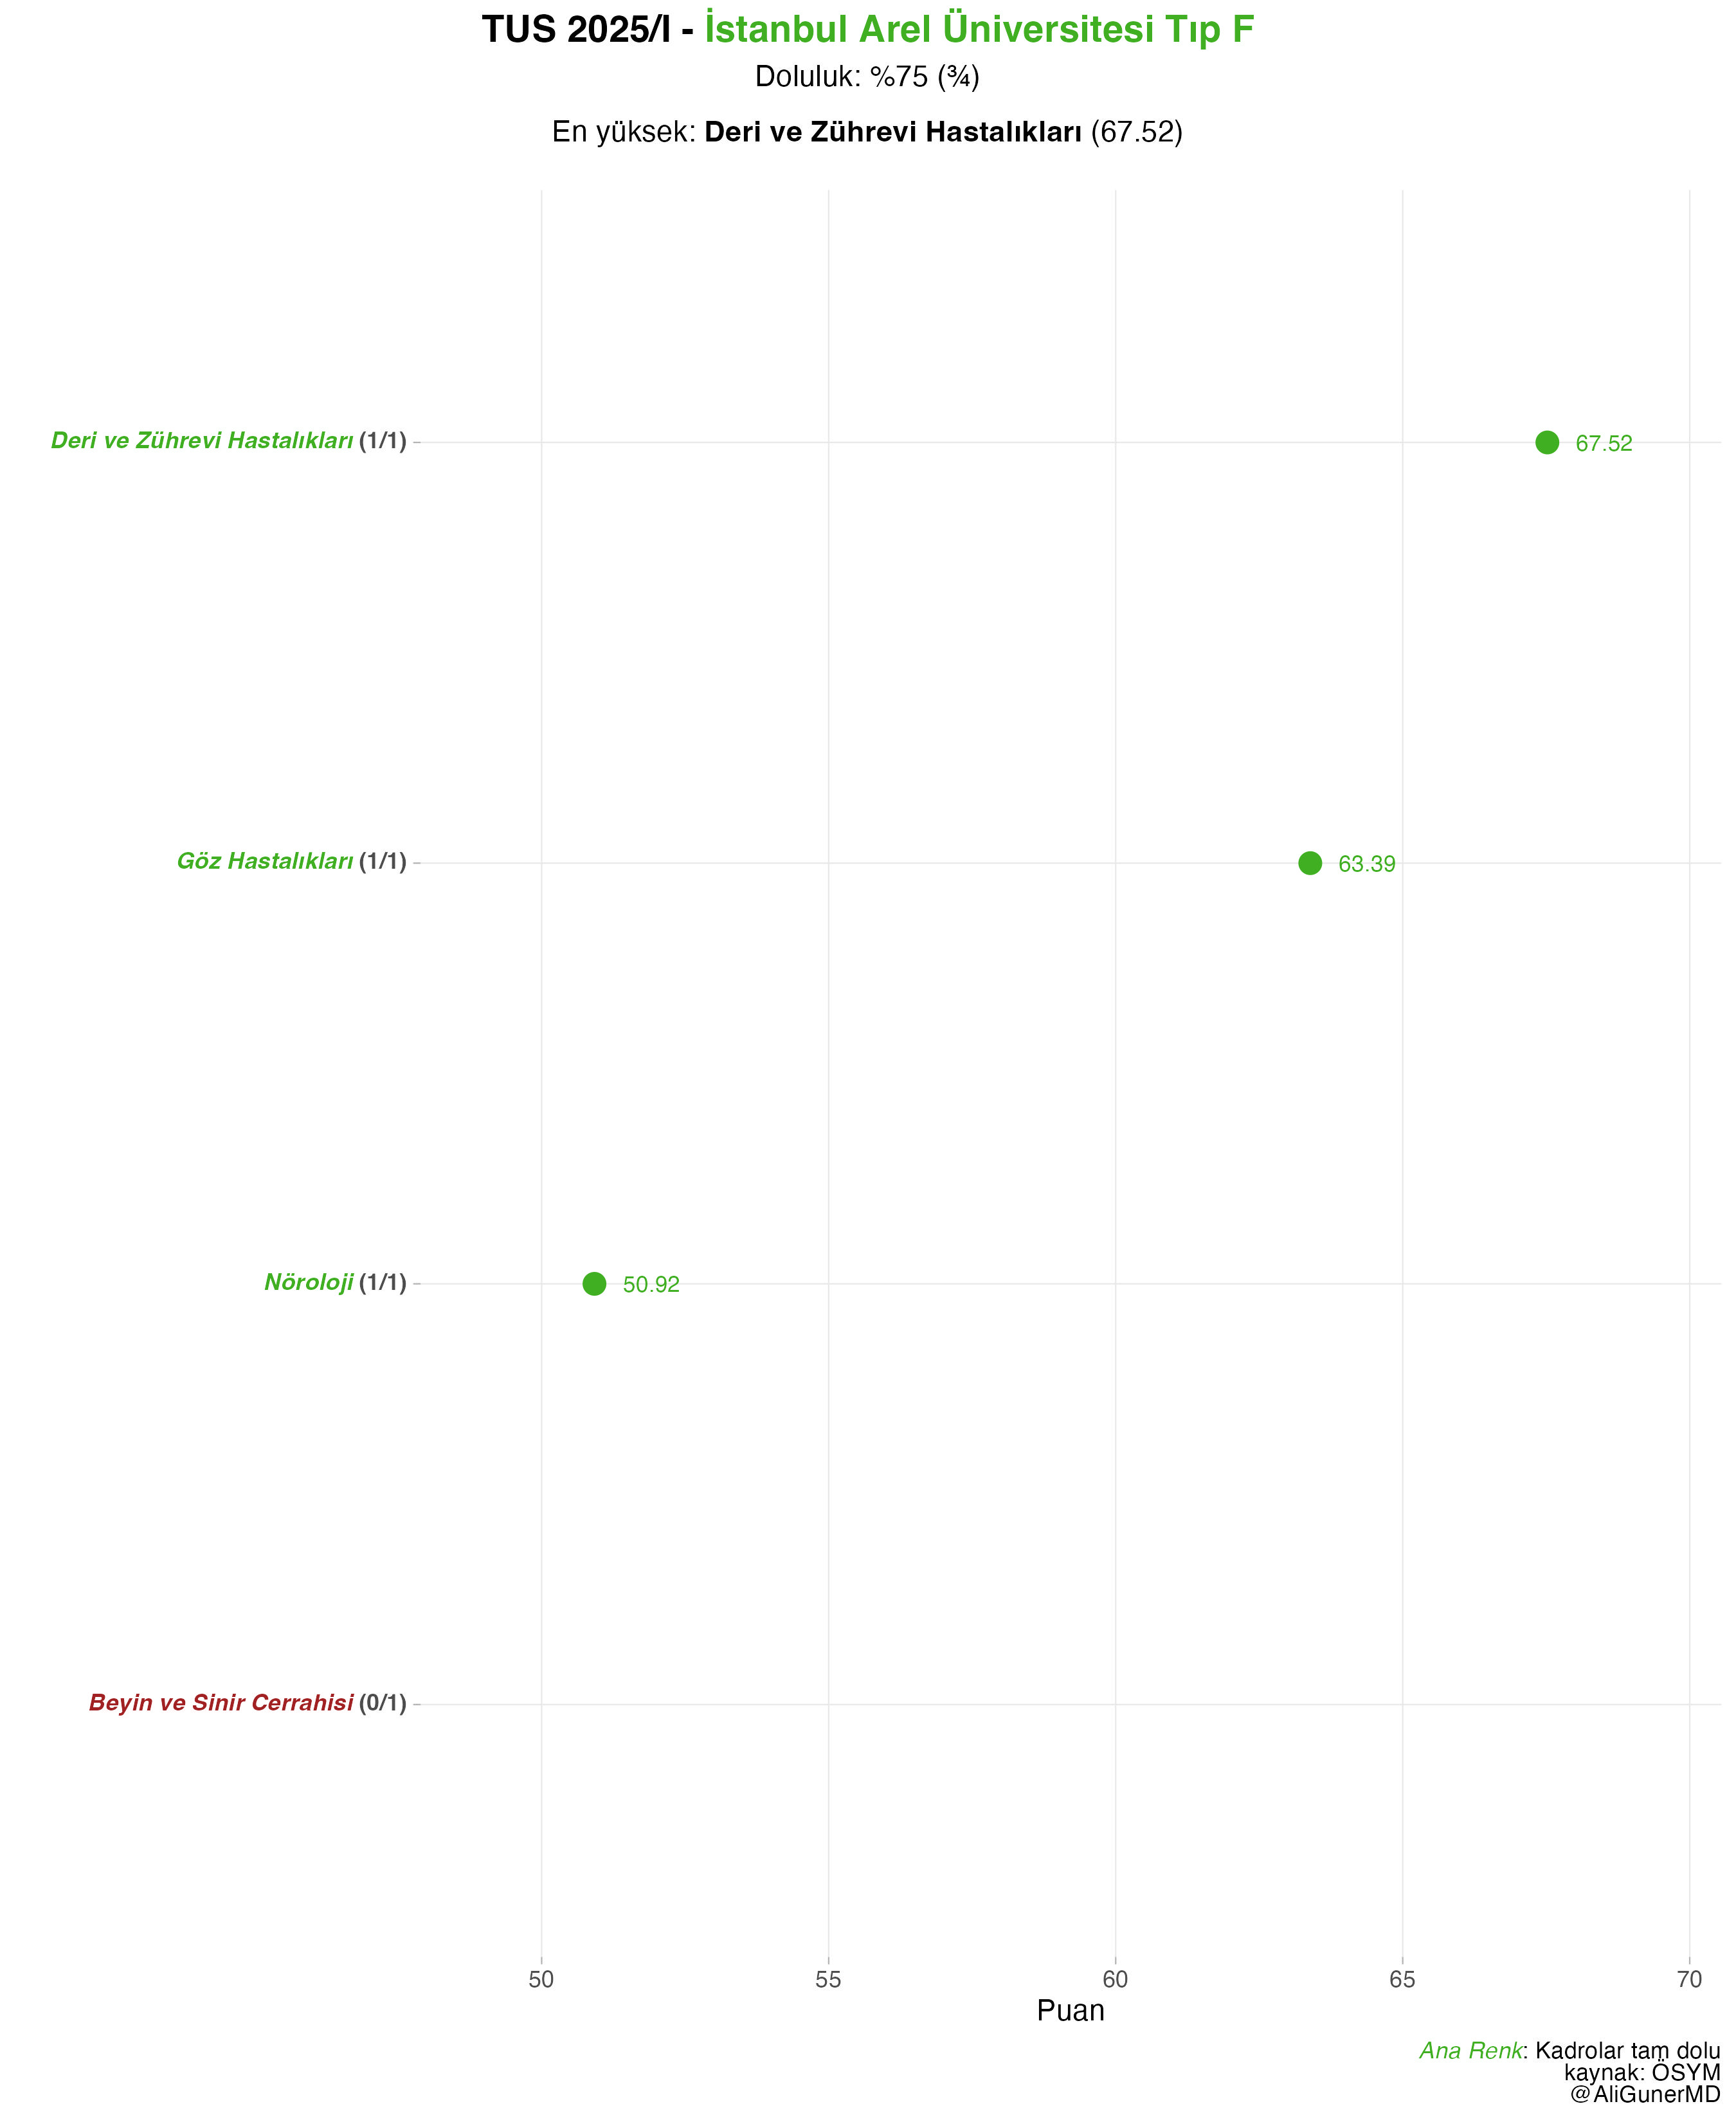 TUS 2025/I - İstanbul Arel Üniversitesi Tıp F
Doluluk: %75 (¾)
En yüksek: Deri ve Zührevi Hastalıkları (67.52)
Deri ve Zührevi Hastalıkları (1/1)
67.52
Göz Hastalıkları (1/1)
63.39
Nöroloji (1/1)
50.92
Beyin ve Sinir Cerrahisi (0/1)
50 55 60 65 70
Puan
Ana Renk: Kadrolar tam dolu
kaynak: ÖSYM
@AliGunerMD